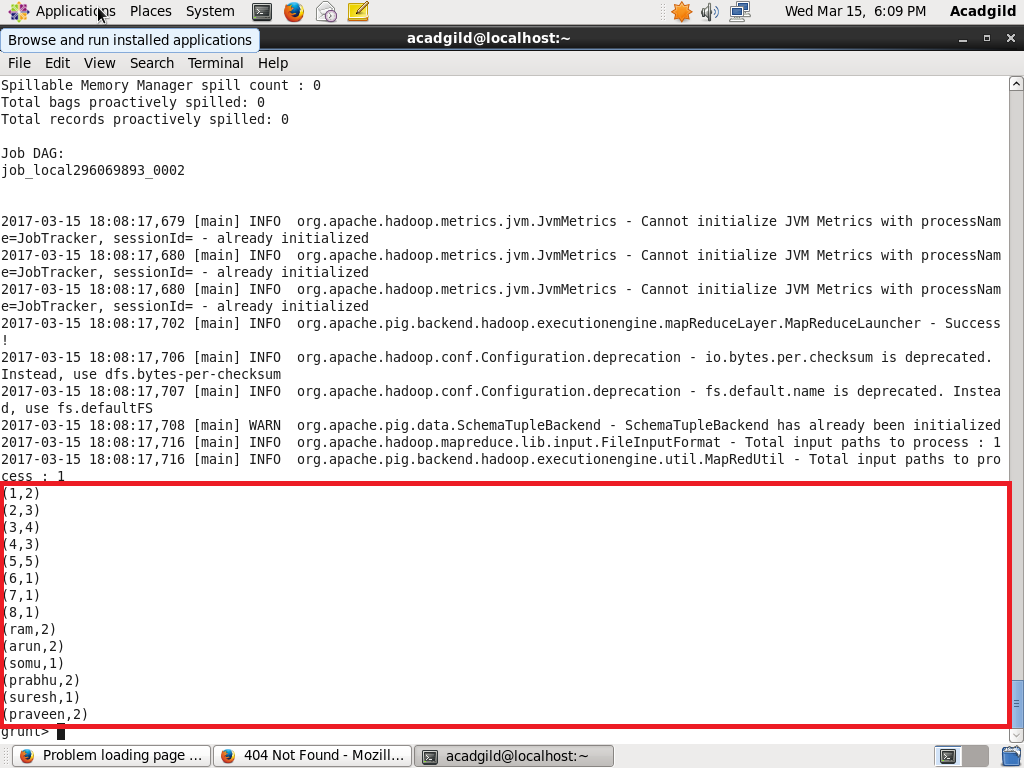 Applications Places System Wed Mar 15, 6:09 PM Acadgild
Browse and run installed applications
acadgild@localhost:~
File Edit View Search Terminal Help
Spillable Memory Manager spill count : 0
Total bags proactively spilled: 0
Total records proactively spilled: 0
Job DAG:
job_local296069893_0002
2017-03-15 18:08:17,679 [main] INFO  org.apache.hadoop.metrics.jvm.JvmMetrics - Cannot initialize JVM Metrics with processNam
e=JobTracker, sessionId= - already initialized
2017-03-15 18:08:17,680 [main] INFO  org.apache.hadoop.metrics.jvm.JvmMetrics - Cannot initialize JVM Metrics with processNam
e=JobTracker, sessionId= - already initialized
2017-03-15 18:08:17,680 [main] INFO  org.apache.hadoop.metrics.jvm.JvmMetrics - Cannot initialize JVM Metrics with processNam
e=JobTracker, sessionId= - already initialized
2017-03-15 18:08:17,702 [main] INFO  org.apache.pig.backend.hadoop.executionengine.mapReduceLayer.MapReduceLauncher - Success
!
2017-03-15 18:08:17,706 [main] INFO  org.apache.hadoop.conf.Configuration.deprecation - io.bytes.per.checksum is deprecated.
Instead, use dfs.bytes-per-checksum
2017-03-15 18:08:17,707 [main] INFO  org.apache.hadoop.conf.Configuration.deprecation - fs.default.name is deprecated. Instea
d, use fs.defaultFS
2017-03-15 18:08:17,708 [main] WARN  org.apache.pig.data.SchemaTupleBackend - SchemaTupleBackend has already been initialized
2017-03-15 18:08:17,716 [main] INFO  org.apache.hadoop.mapreduce.lib.input.FileInputFormat - Total input paths to process : 1
2017-03-15 18:08:17,716 [main] INFO  org.apache.pig.backend.hadoop.executionengine.util.MapRedUtil - Total input paths to pro
cess : 1
(1,2)
(2,3)
(3,4)
(4,3)
(5,5)
(6,1)
(7,1)
(8,1)
(ram,2)
(arun,2)
(somu,1)
(prabhu,2)
(suresh,1)
(praveen,2)
grunt>
Problem loading page ... 404 Not Found - Mozill... acadgild@localhost:~